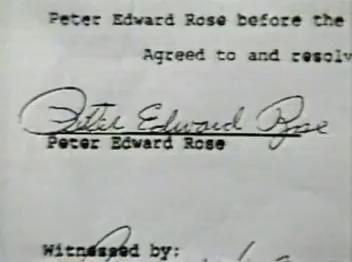 Peter Edward Rose before the
Agreed to and resolv
Peter Edward Rose
Peter Edward Rose
Witnessed by: